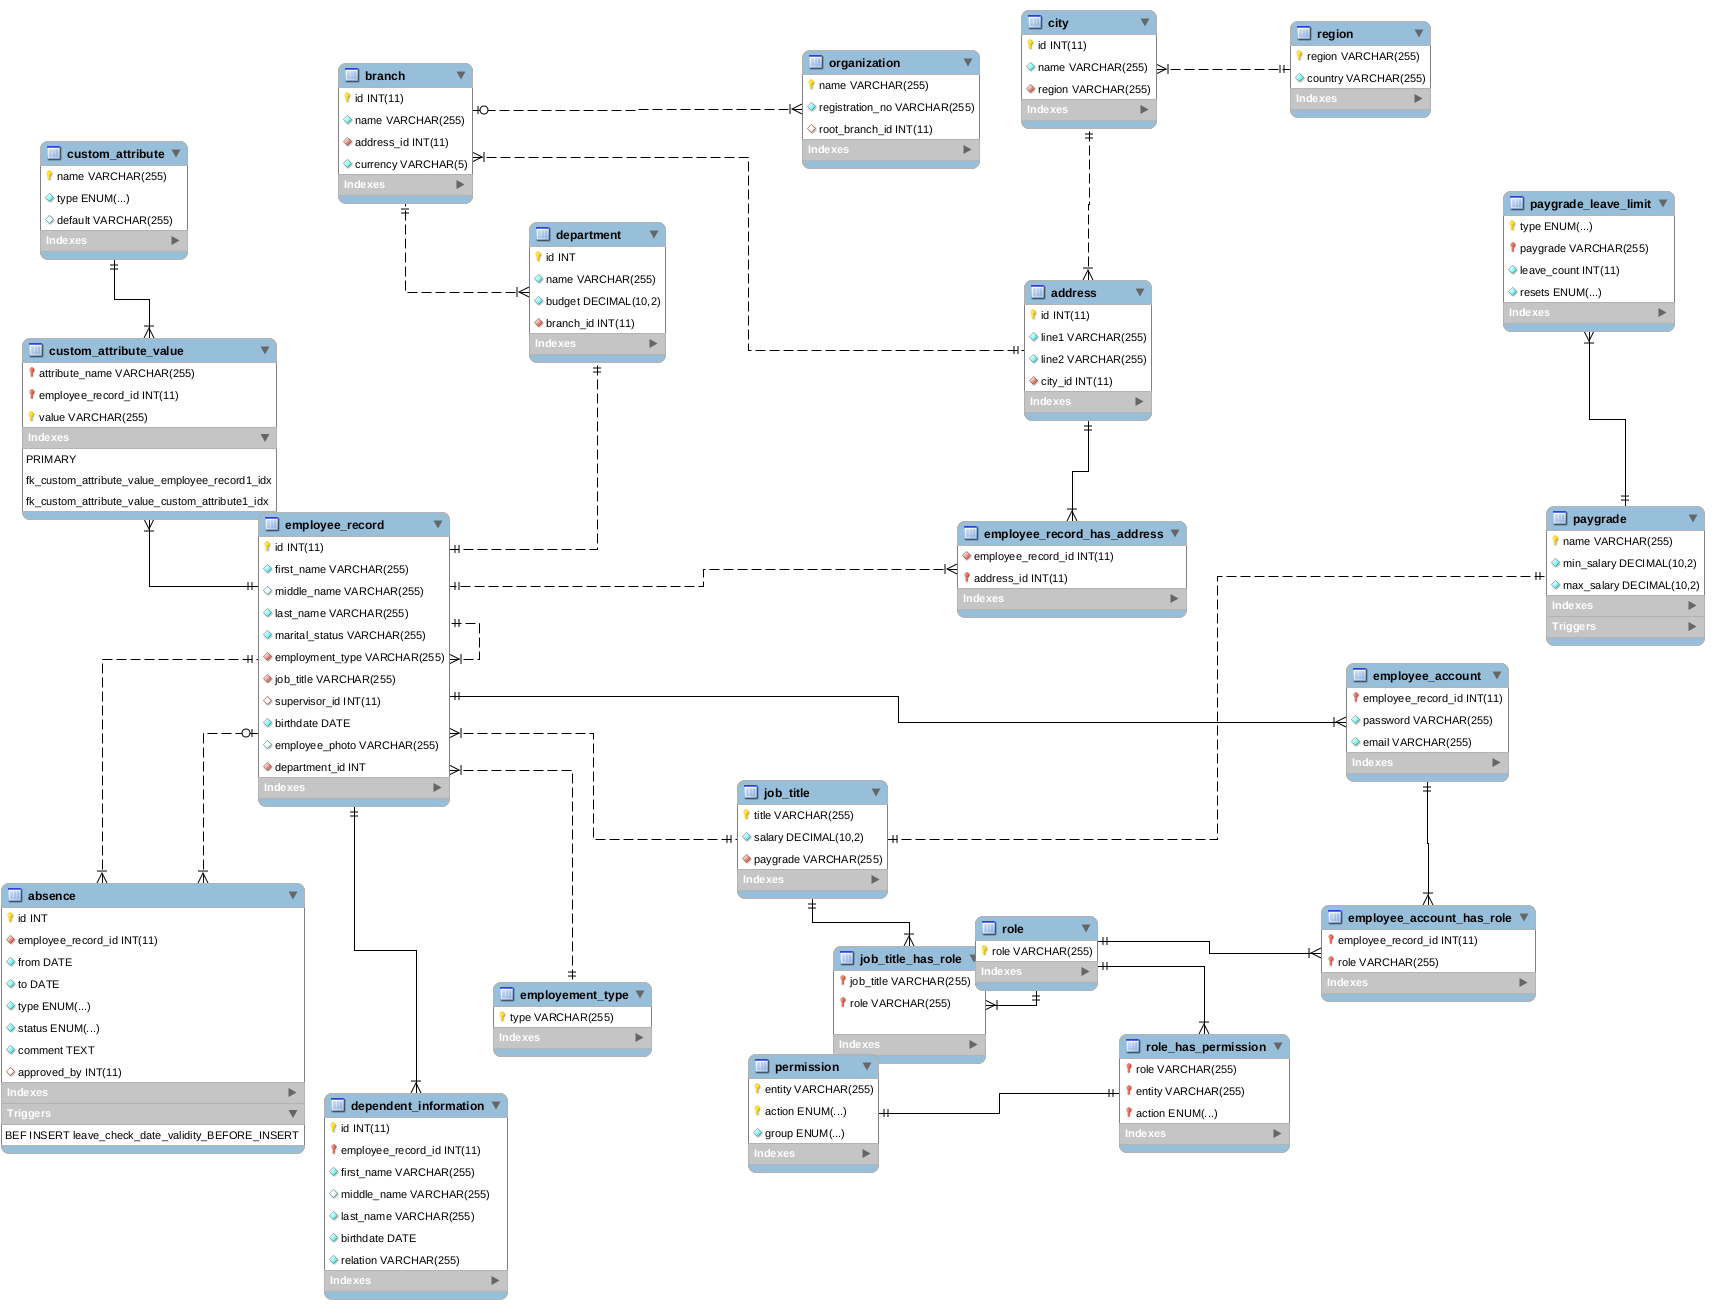 city
id INT(11)
name VARCHAR(255)
region VARCHAR(255)
Indexes
region
region VARCHAR(255)
country VARCHAR(255)
Indexes
organization
name VARCHAR(255)
registration_no VARCHAR(255)
root_branch_id INT(11)
Indexes
branch
id INT(11)
name VARCHAR(255)
address_id INT(11)
currency VARCHAR(5)
Indexes
custom_attribute
name VARCHAR(255)
type ENUM(...)
default VARCHAR(255)
Indexes
department
id INT
name VARCHAR(255)
budget DECIMAL(10,2)
branch_id INT(11)
Indexes
paygrade_leave_limit
type ENUM(...)
paygrade VARCHAR(255)
leave_count INT(11)
resets ENUM(...)
Indexes
address
id INT(11)
line1 VARCHAR(255)
line2 VARCHAR(255)
city_id INT(11)
Indexes
custom_attribute_value
attribute_name VARCHAR(255)
employee_record_id INT(11)
value VARCHAR(255)
Indexes
PRIMARY
fk_custom_attribute_value_employee_record1_idx
fk_custom_attribute_value_custom_attribute1_idx
employee_record
id INT(11)
first_name VARCHAR(255)
middle_name VARCHAR(255)
last_name VARCHAR(255)
marital_status VARCHAR(255)
employment_type VARCHAR(255)
job_title VARCHAR(255)
supervisor_id INT(11)
birthdate DATE
employee_photo VARCHAR(255)
department_id INT
Indexes
employee_record_has_address
employee_record_id INT(11)
address_id INT(11)
Indexes
paygrade
name VARCHAR(255)
min_salary DECIMAL(10,2)
max_salary DECIMAL(10,2)
Indexes
Triggers
employee_account
employee_record_id INT(11)
password VARCHAR(255)
email VARCHAR(255)
Indexes
job_title
title VARCHAR(255)
salary DECIMAL(10,2)
paygrade VARCHAR(255)
Indexes
absence
id INT
employee_record_id INT(11)
from DATE
to DATE
type ENUM(...)
status ENUM(...)
comment TEXT
approved_by INT(11)
Indexes
Triggers
BEF INSERT leave_check_date_validity_BEFORE_INSERT
employement_type
type VARCHAR(255)
Indexes
job_title_has_role
job_title VARCHAR(255)
role VARCHAR(255)
Indexes
role
role VARCHAR(255)
Indexes
employee_account_has_role
employee_record_id INT(11)
role VARCHAR(255)
Indexes
role_has_permission
role VARCHAR(255)
entity VARCHAR(255)
action ENUM(...)
Indexes
permission
entity VARCHAR(255)
action ENUM(...)
group ENUM(...)
Indexes
dependent_information
id INT(11)
employee_record_id INT(11)
first_name VARCHAR(255)
middle_name VARCHAR(255)
last_name VARCHAR(255)
birthdate DATE
relation VARCHAR(255)
Indexes